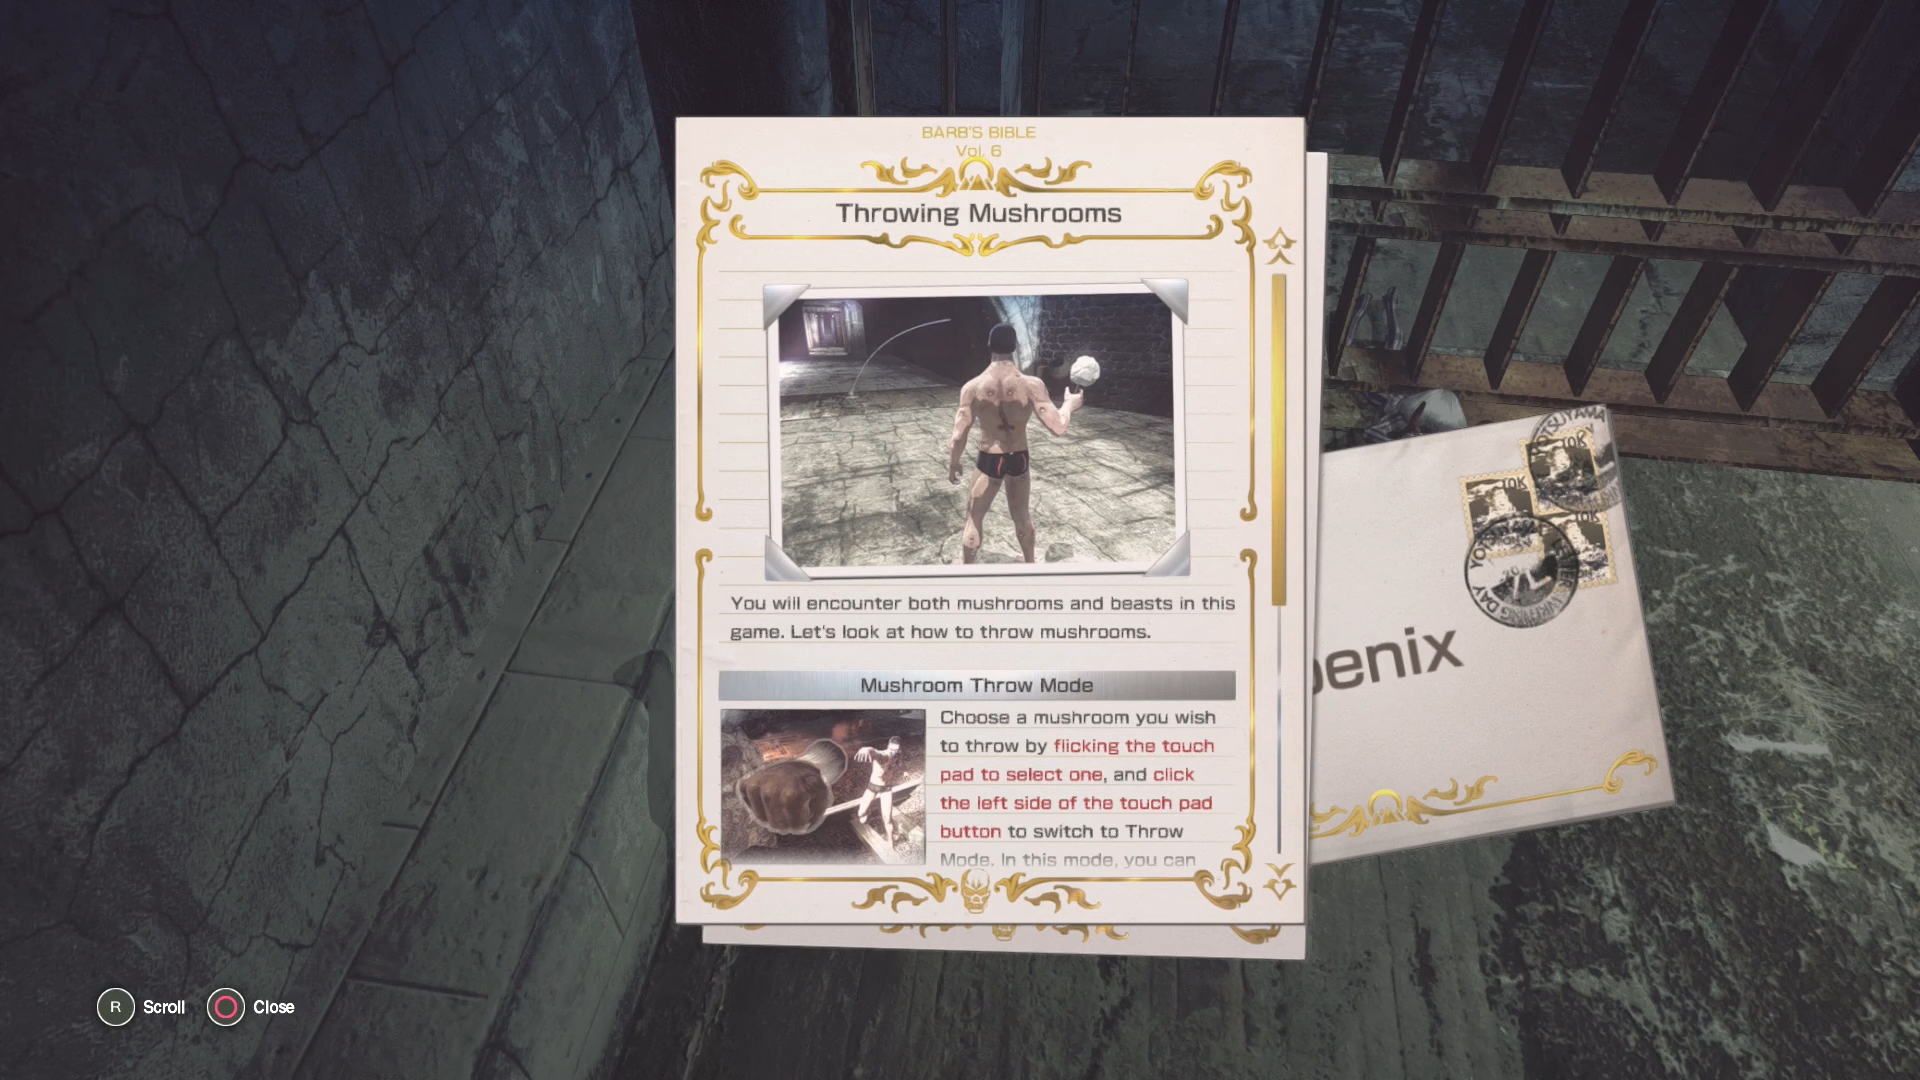 BARB'S BIBLE
Vol. 6
Throwing Mushrooms
You will encounter both mushrooms and beasts in this
game. Let's look at how to throw mushrooms.
Mushroom Throw Mode
Choose a mushroom you wish
to throw by flicking the touch
pad to select one, and click
the left side of the touch pad
button to switch to Throw
Mode. In this mode, you can
10K
10K
10K
enix
R Scroll
Close